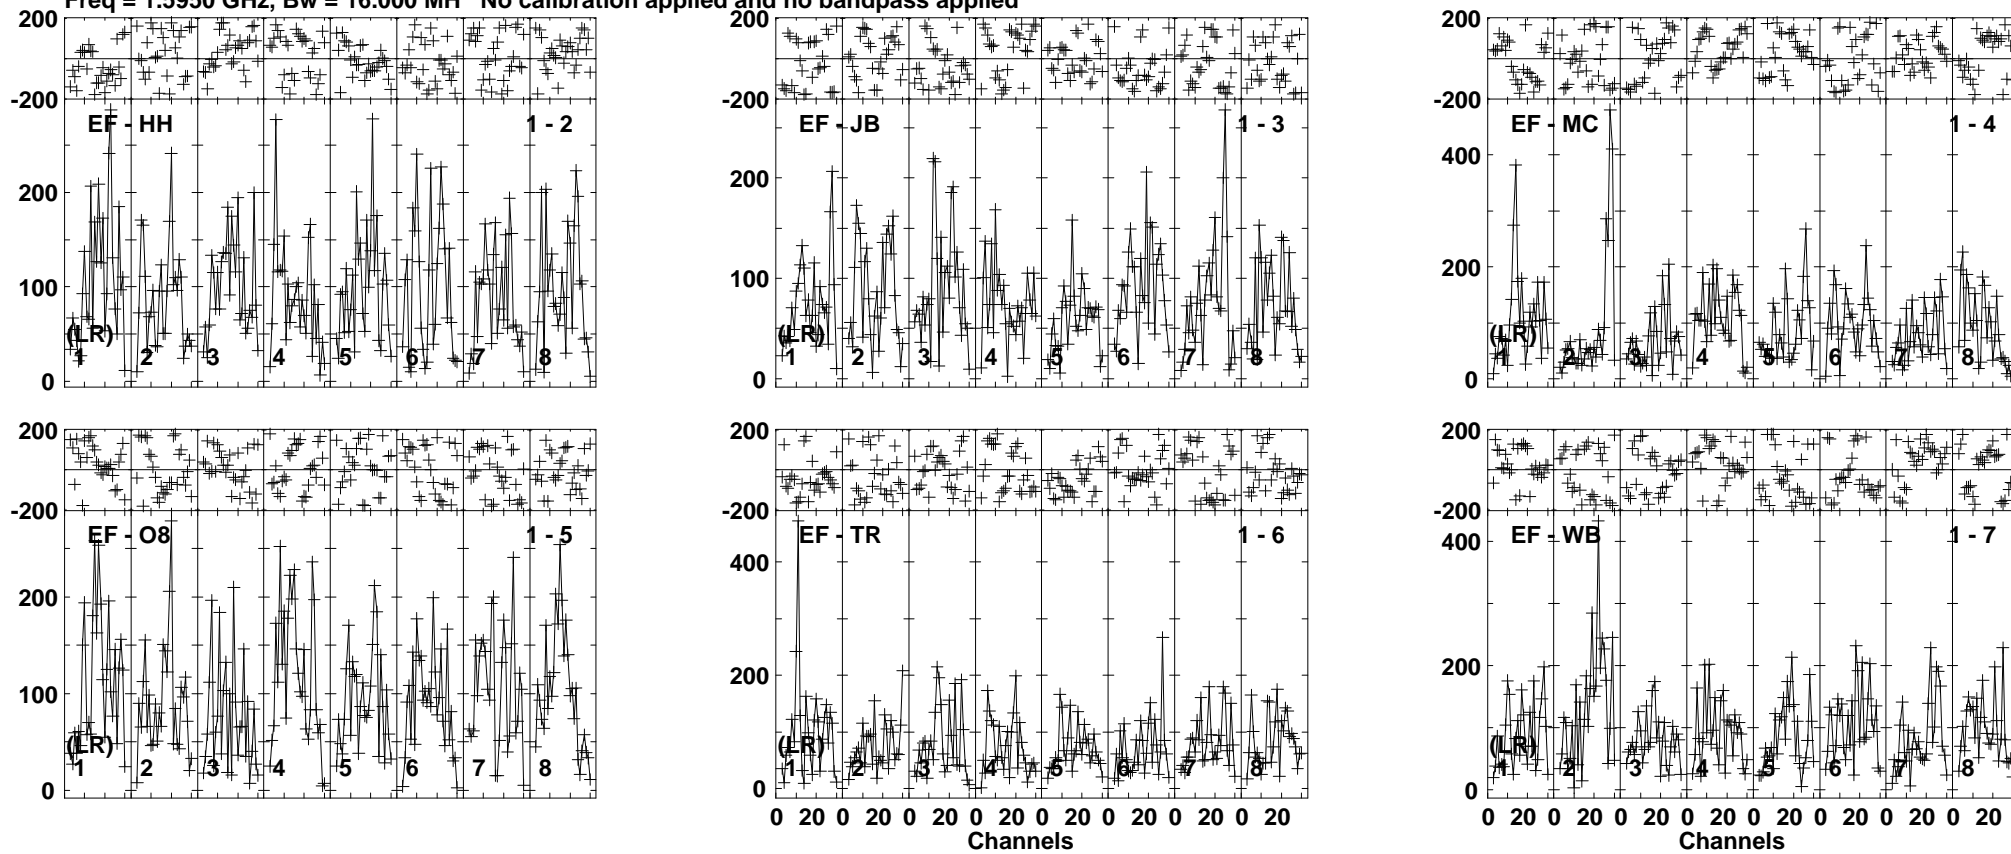 Freq = 1.5950 GHz, Bw = 16.000 MH No calibration applied and no bandpass applied
200
-200
EF - HH 1 - 2
200
100
0
(LR)
1 2 3 4 5 6 7 8
200
-200
EF - JB 1 - 3
200
100
0
(LR)
1 2 3 4 5 6 7 8
200
-200
EF - MC 1 - 4
400
200
0
(LR)
1 2 3 4 5 6 7 8
200
-200
EF - O8 1 - 5
200
100
0
(LR)
1 2 3 4 5 6 7 8
200
-200
EF - TR 1 - 6
400
200
0
(LR)
1 2 3 4 5 6 7 8
0 20 0 20 0 20 0 20 0 20 0 20 0 20 0 20
Channels
200
-200
EF - WB 1 - 7
400
200
0
(LR)
1 2 3 4 5 6 7 8
0 20 0 20 0 20 0 20 0 20 0 20 0 20 0 20
Channels